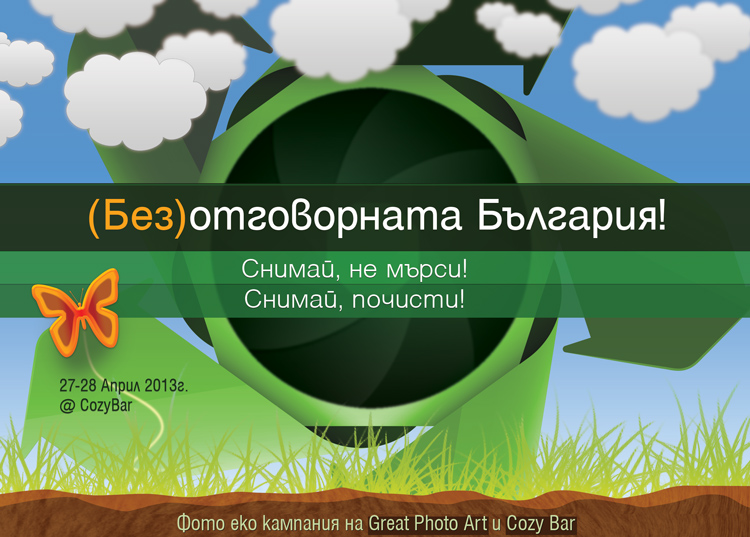 (Без)отговорната България!
Снимай, не мърси!
Снимай, почисти!
27-28 Април 2013г.
@ CozyBar
Фото еко кампания на Great Photo Art и Cozy Bar